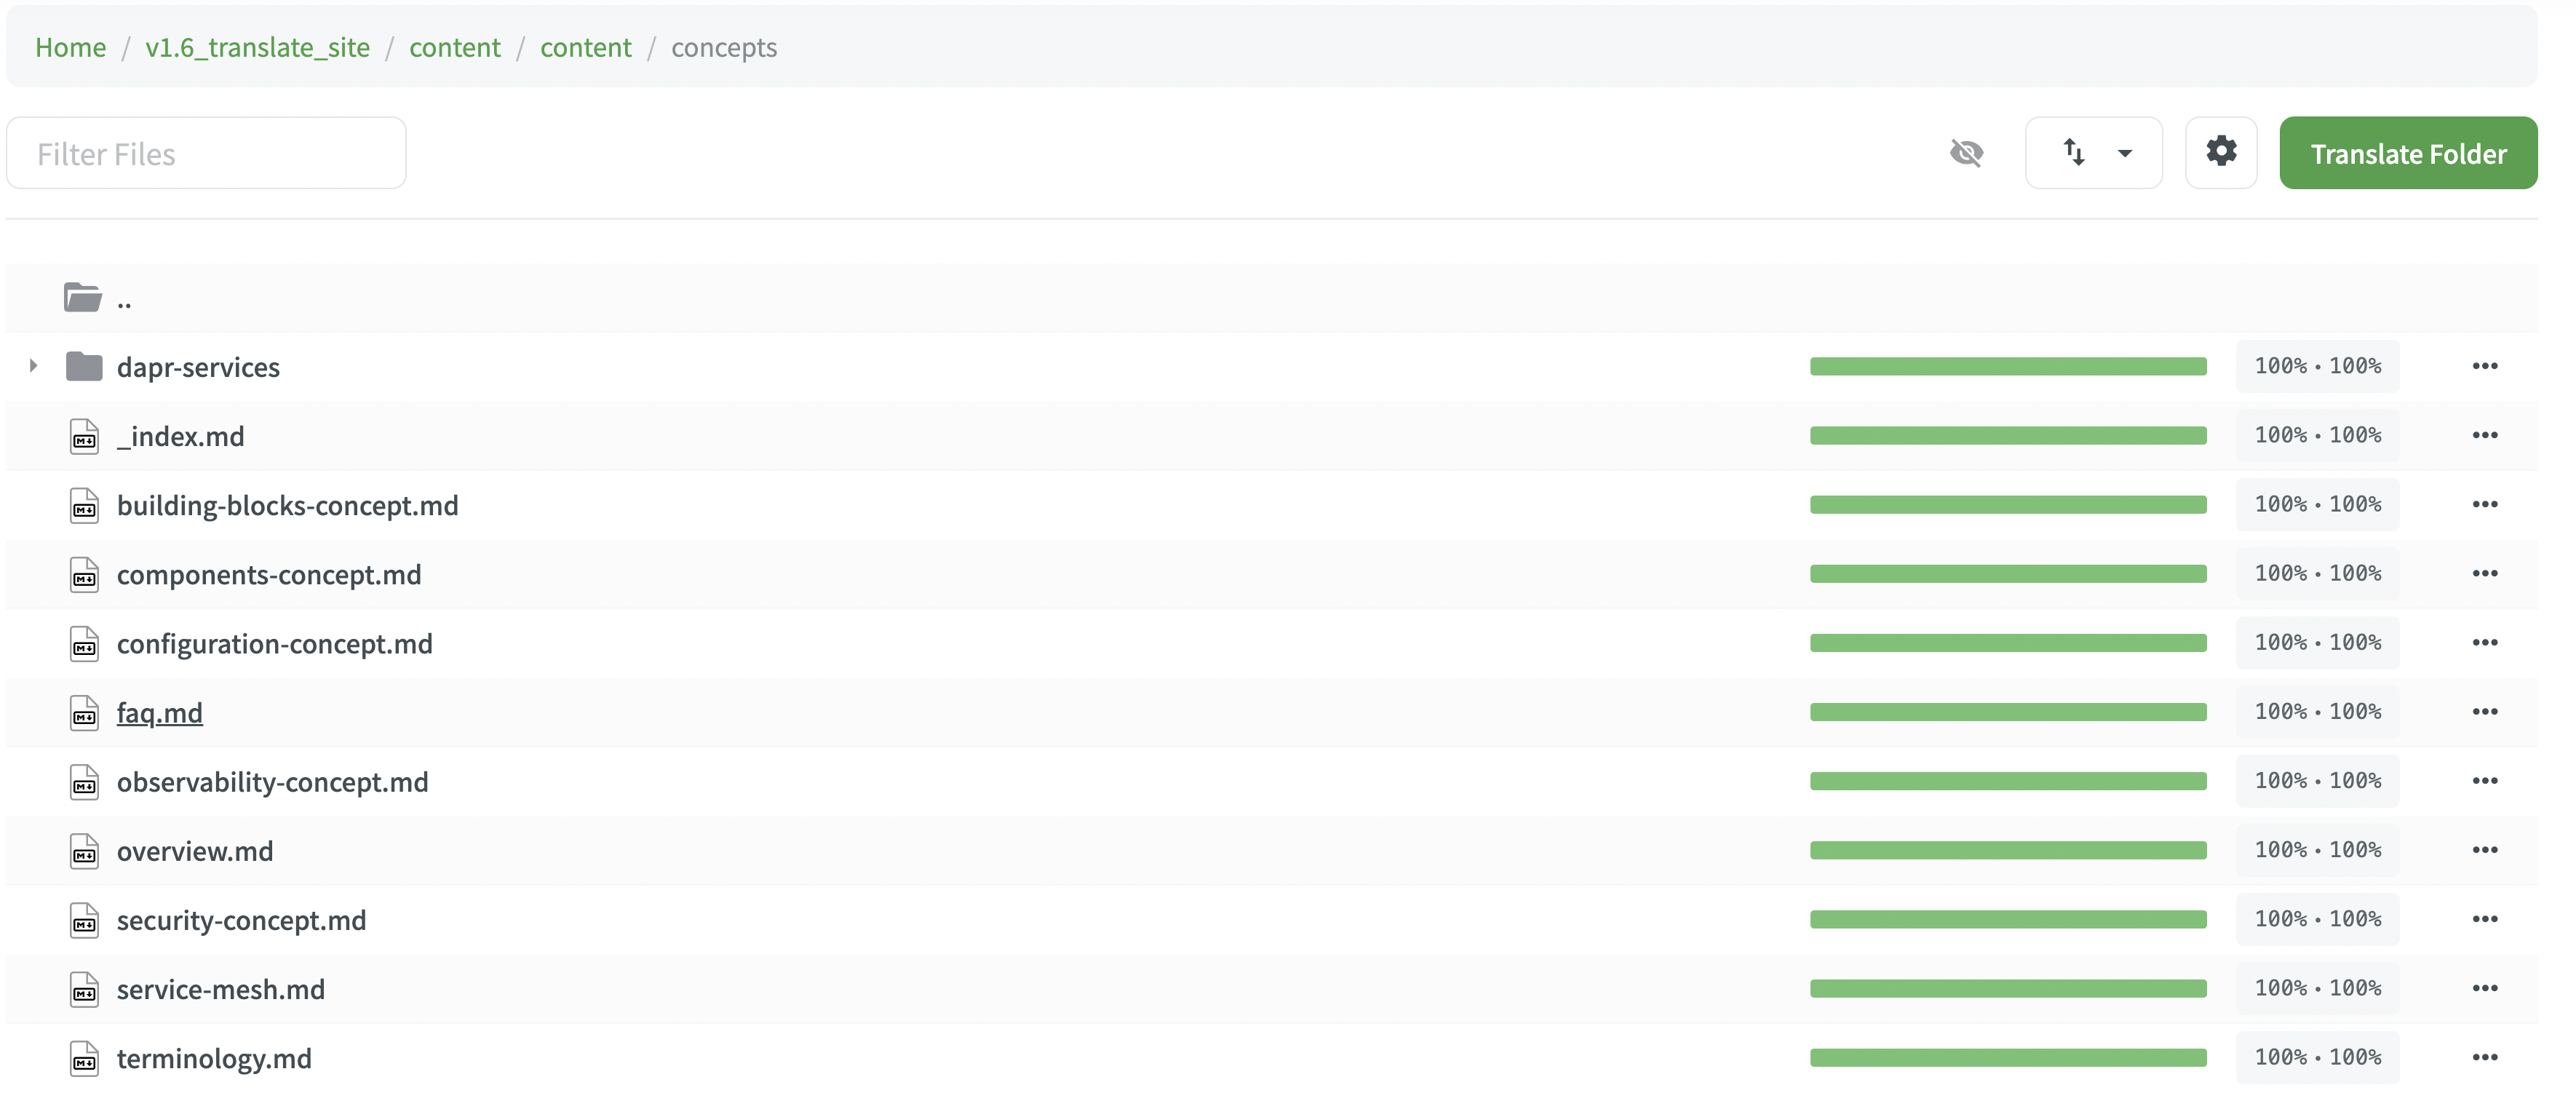 Home / v1.6_translate_site / content / content / concepts
Filter Files
Translate Folder
..
dapr-services 100% • 100%
_index.md 100% • 100%
building-blocks-concept.md 100% • 100%
components-concept.md 100% • 100%
configuration-concept.md 100% • 100%
faq.md 100% • 100%
observability-concept.md 100% • 100%
overview.md 100% • 100%
security-concept.md 100% • 100%
service-mesh.md 100% • 100%
terminology.md 100% • 100%